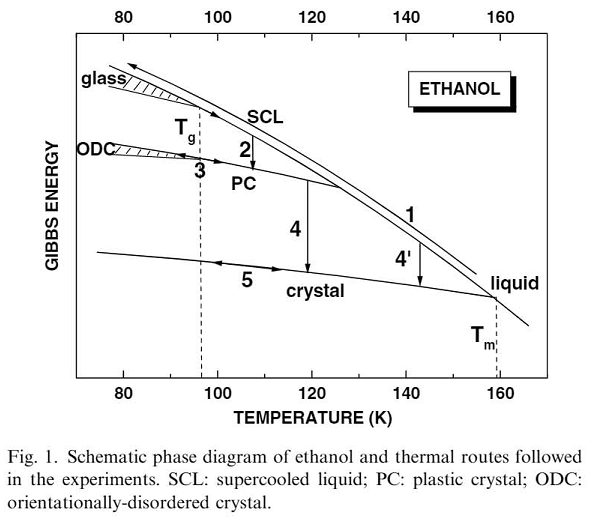 80 100 120 140 160
ETHANOL
glass
SCL
T_g
2
ODC
3
PC
1
4
4'
5
crystal
liquid
T_m
GIBBS ENERGY
80 100 120 140 160
TEMPERATURE (K)
Fig. 1. Schematic phase diagram of ethanol and thermal routes followed
in the experiments. SCL: supercooled liquid; PC: plastic crystal; ODC:
orientationally-disordered crystal.